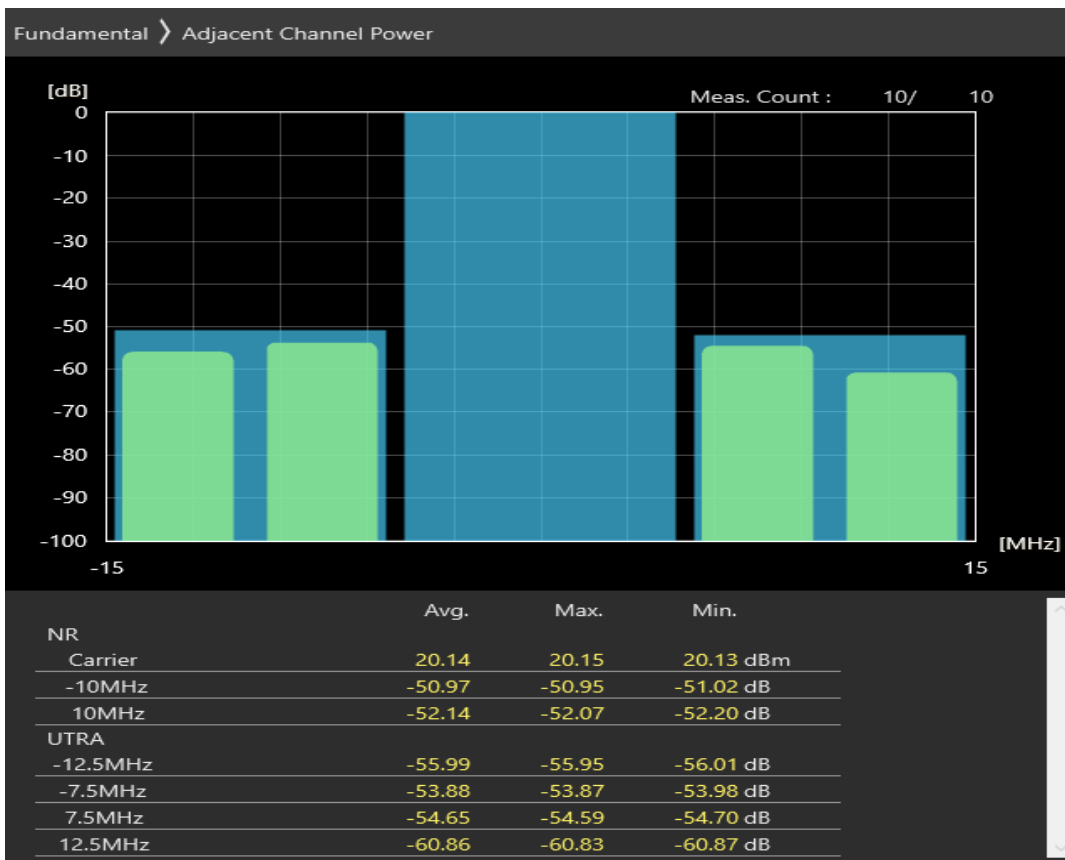 Fundamental 〉 Adjacent Channel Power
[dB]
Meas. Count : 10/ 10
0
-10
-20
-30
-40
-50
-60
-70
-80
-90
-100
[MHz]
-15 15
Avg. Max. Min.
NR
Carrier 20.14 20.15 20.13 dBm
-10MHz -50.97 -50.95 -51.02 dB
10MHz -52.14 -52.07 -52.20 dB
UTRA
-12.5MHz -55.99 -55.95 -56.01 dB
-7.5MHz -53.88 -53.87 -53.98 dB
7.5MHz -54.65 -54.59 -54.70 dB
12.5MHz -60.86 -60.83 -60.87 dB